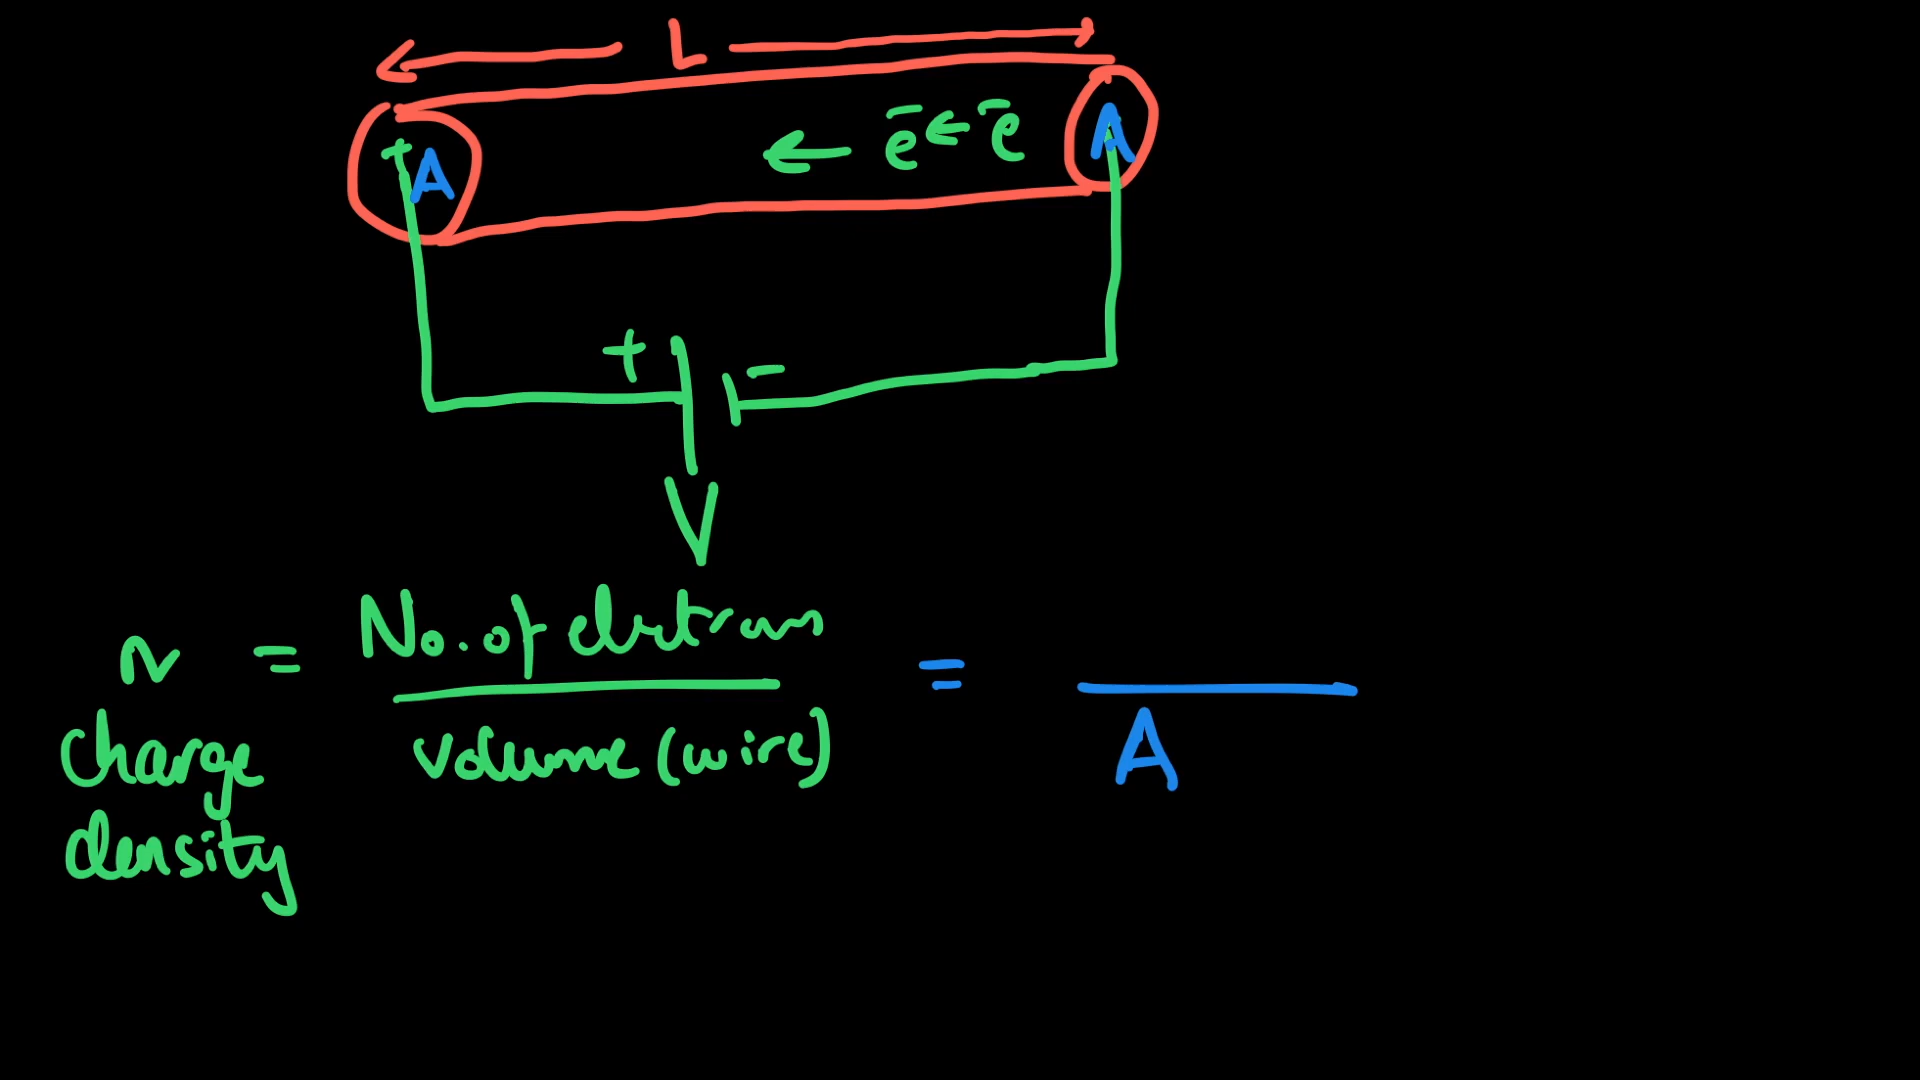 L
A e⁻ ← e⁻ A
+ -
V
n = No. of electrons / volume (wire) = / A
charge
density